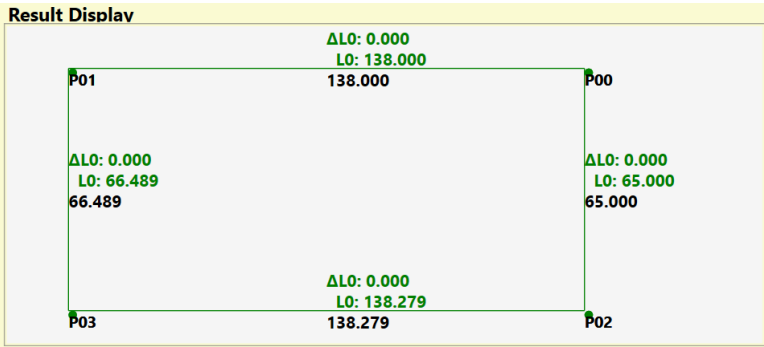 Result Display
ΔL0: 0.000
L0: 138.000
P01
138.000
P00
ΔL0: 0.000
L0: 66.489
66.489
ΔL0: 0.000
L0: 65.000
65.000
ΔL0: 0.000
L0: 138.279
P03
138.279
P02